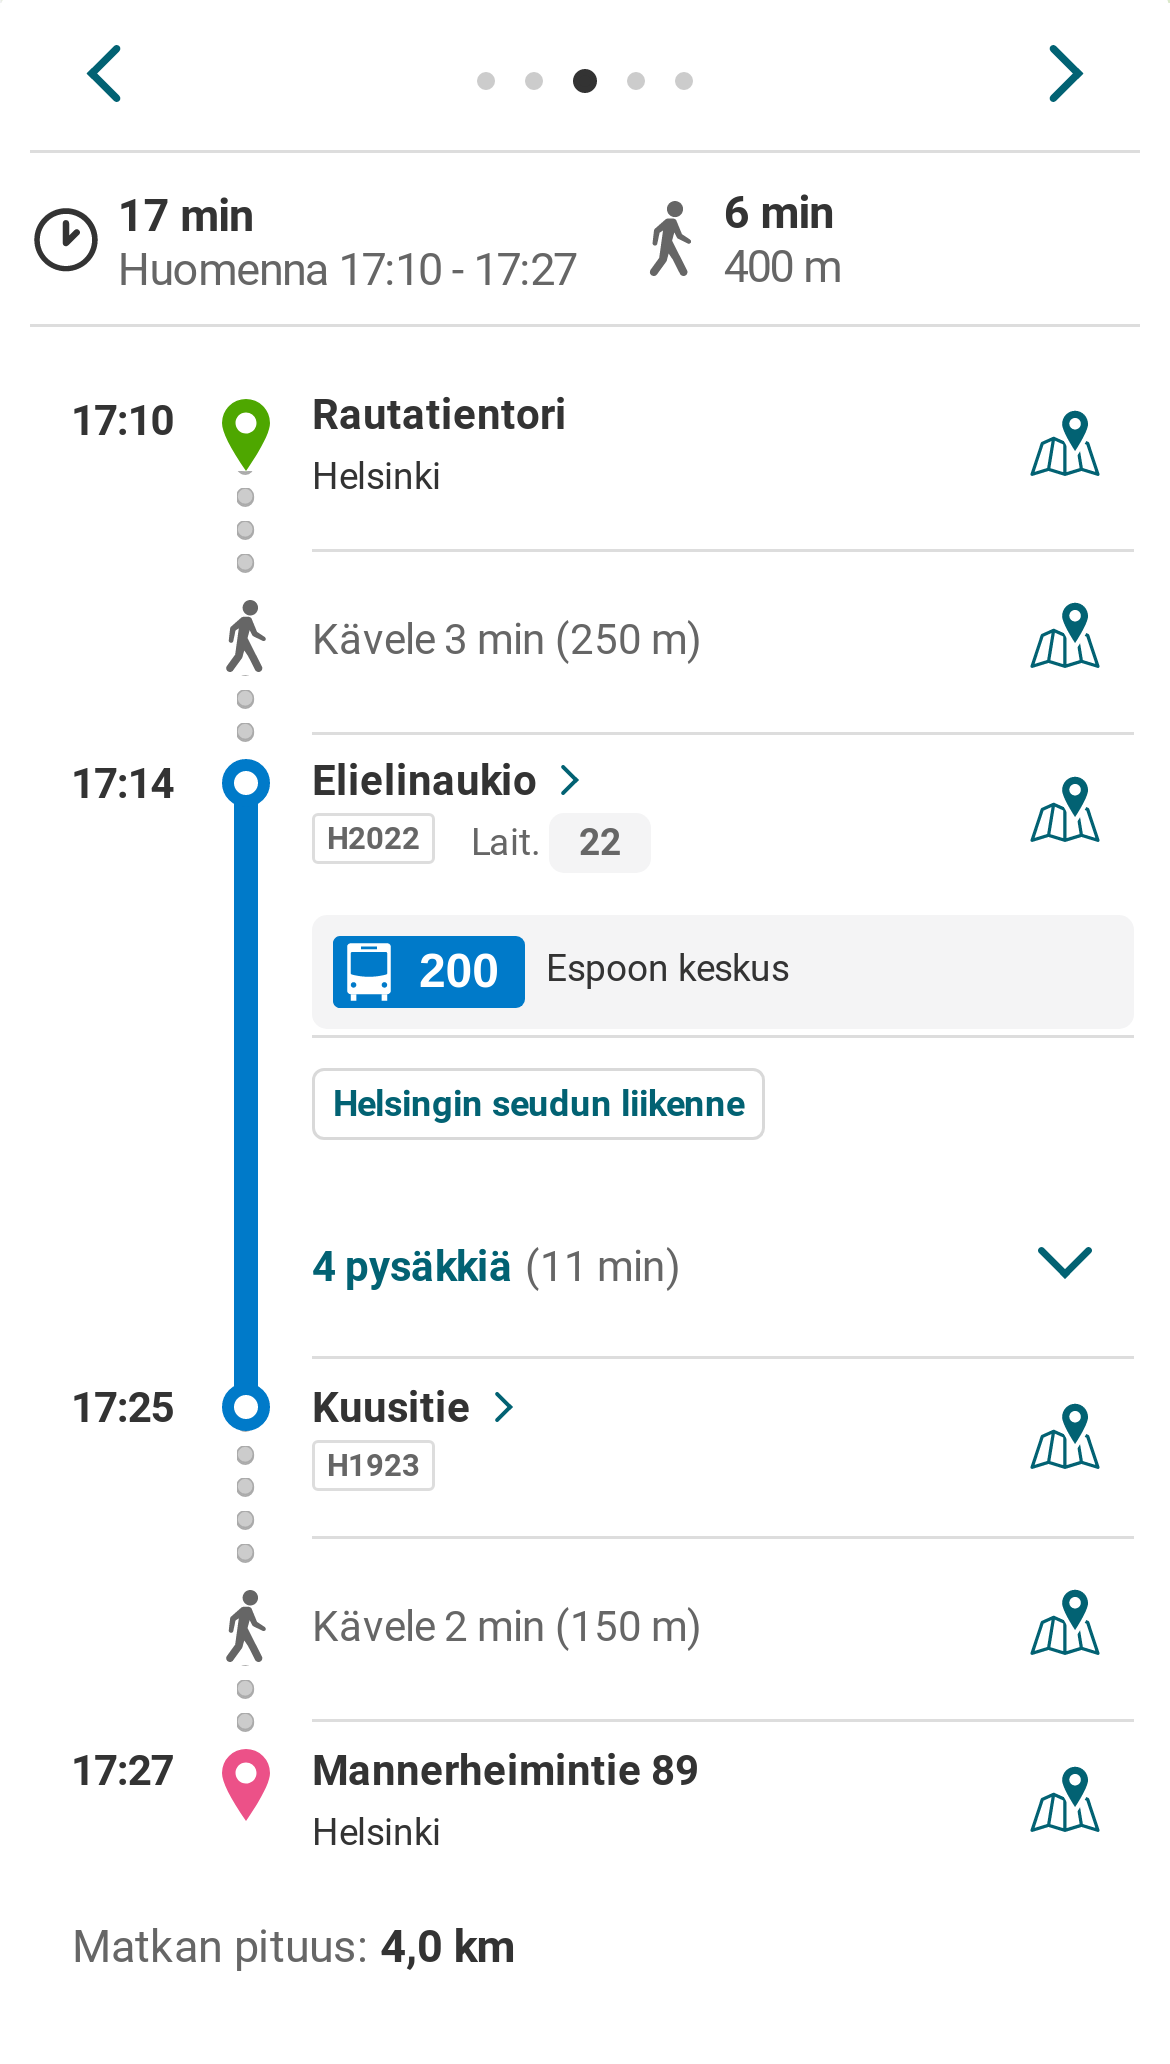 17 min
Huomenna 17:10 - 17:27
6 min
400 m
17:10
Rautatientori
Helsinki
Kävele 3 min (250 m)
17:14
Elielinaukio
H2022 Lait. 22
200 Espoon keskus
Helsingin seudun liikenne
4 pysäkkiä (11 min)
17:25
Kuusitie
H1923
Kävele 2 min (150 m)
17:27
Mannerheimintie 89
Helsinki
Matkan pituus: 4,0 km